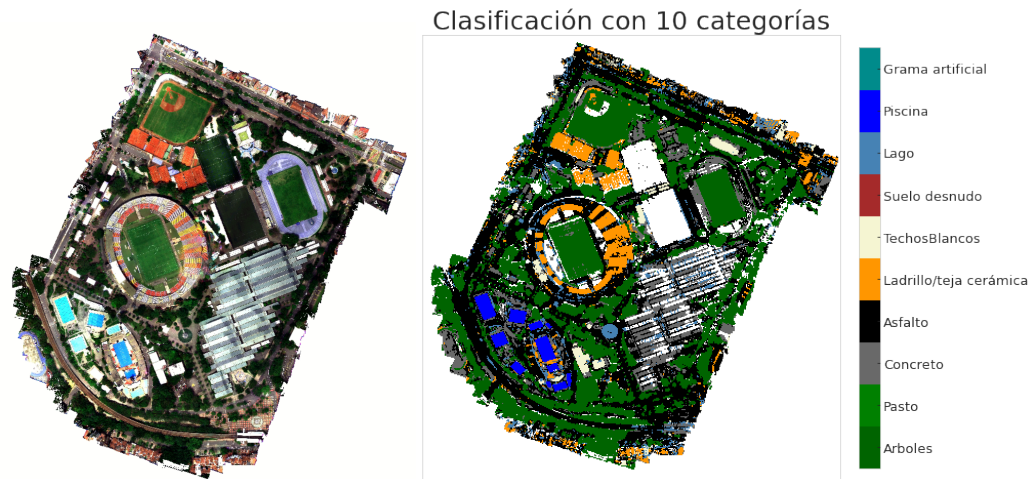 Clasificación con 10 categorías
Grama artificial
Piscina
Lago
Suelo desnudo
TechosBlancos
Ladrillo/teja cerámica
Asfalto
Concreto
Pasto
Arboles